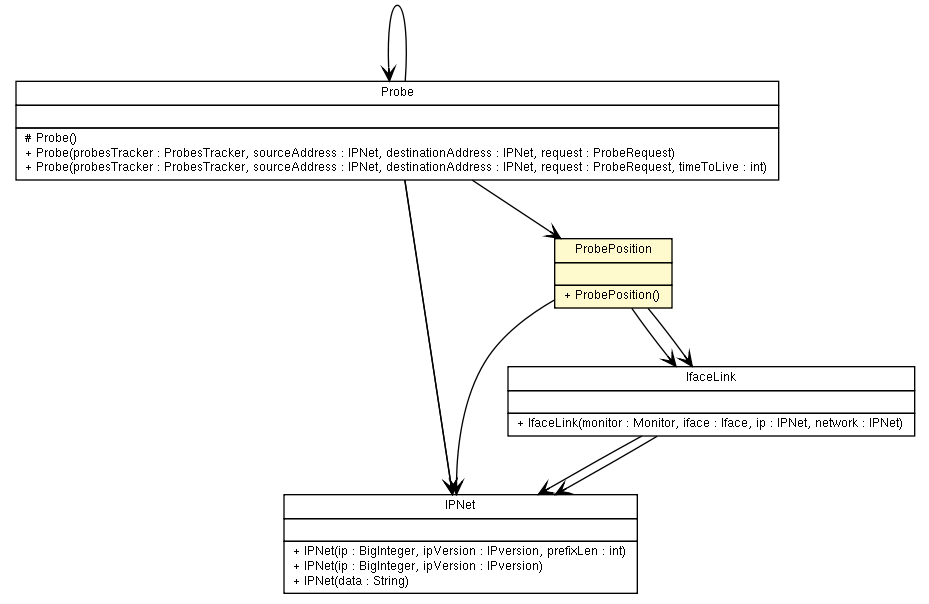 Probe
# Probe()
+ Probe(probesTracker : ProbesTracker, sourceAddress : IPNet, destinationAddress : IPNet, request : ProbeRequest)
+ Probe(probesTracker : ProbesTracker, sourceAddress : IPNet, destinationAddress : IPNet, request : ProbeRequest, timeToLive : int)
ProbePosition
+ ProbePosition()
IfaceLink
+ IfaceLink(monitor : Monitor, iface : Iface, ip : IPNet, network : IPNet)
IPNet
+ IPNet(ip : BigInteger, ipVersion : IPversion, prefixLen : int)
+ IPNet(ip : BigInteger, ipVersion : IPversion)
+ IPNet(data : String)